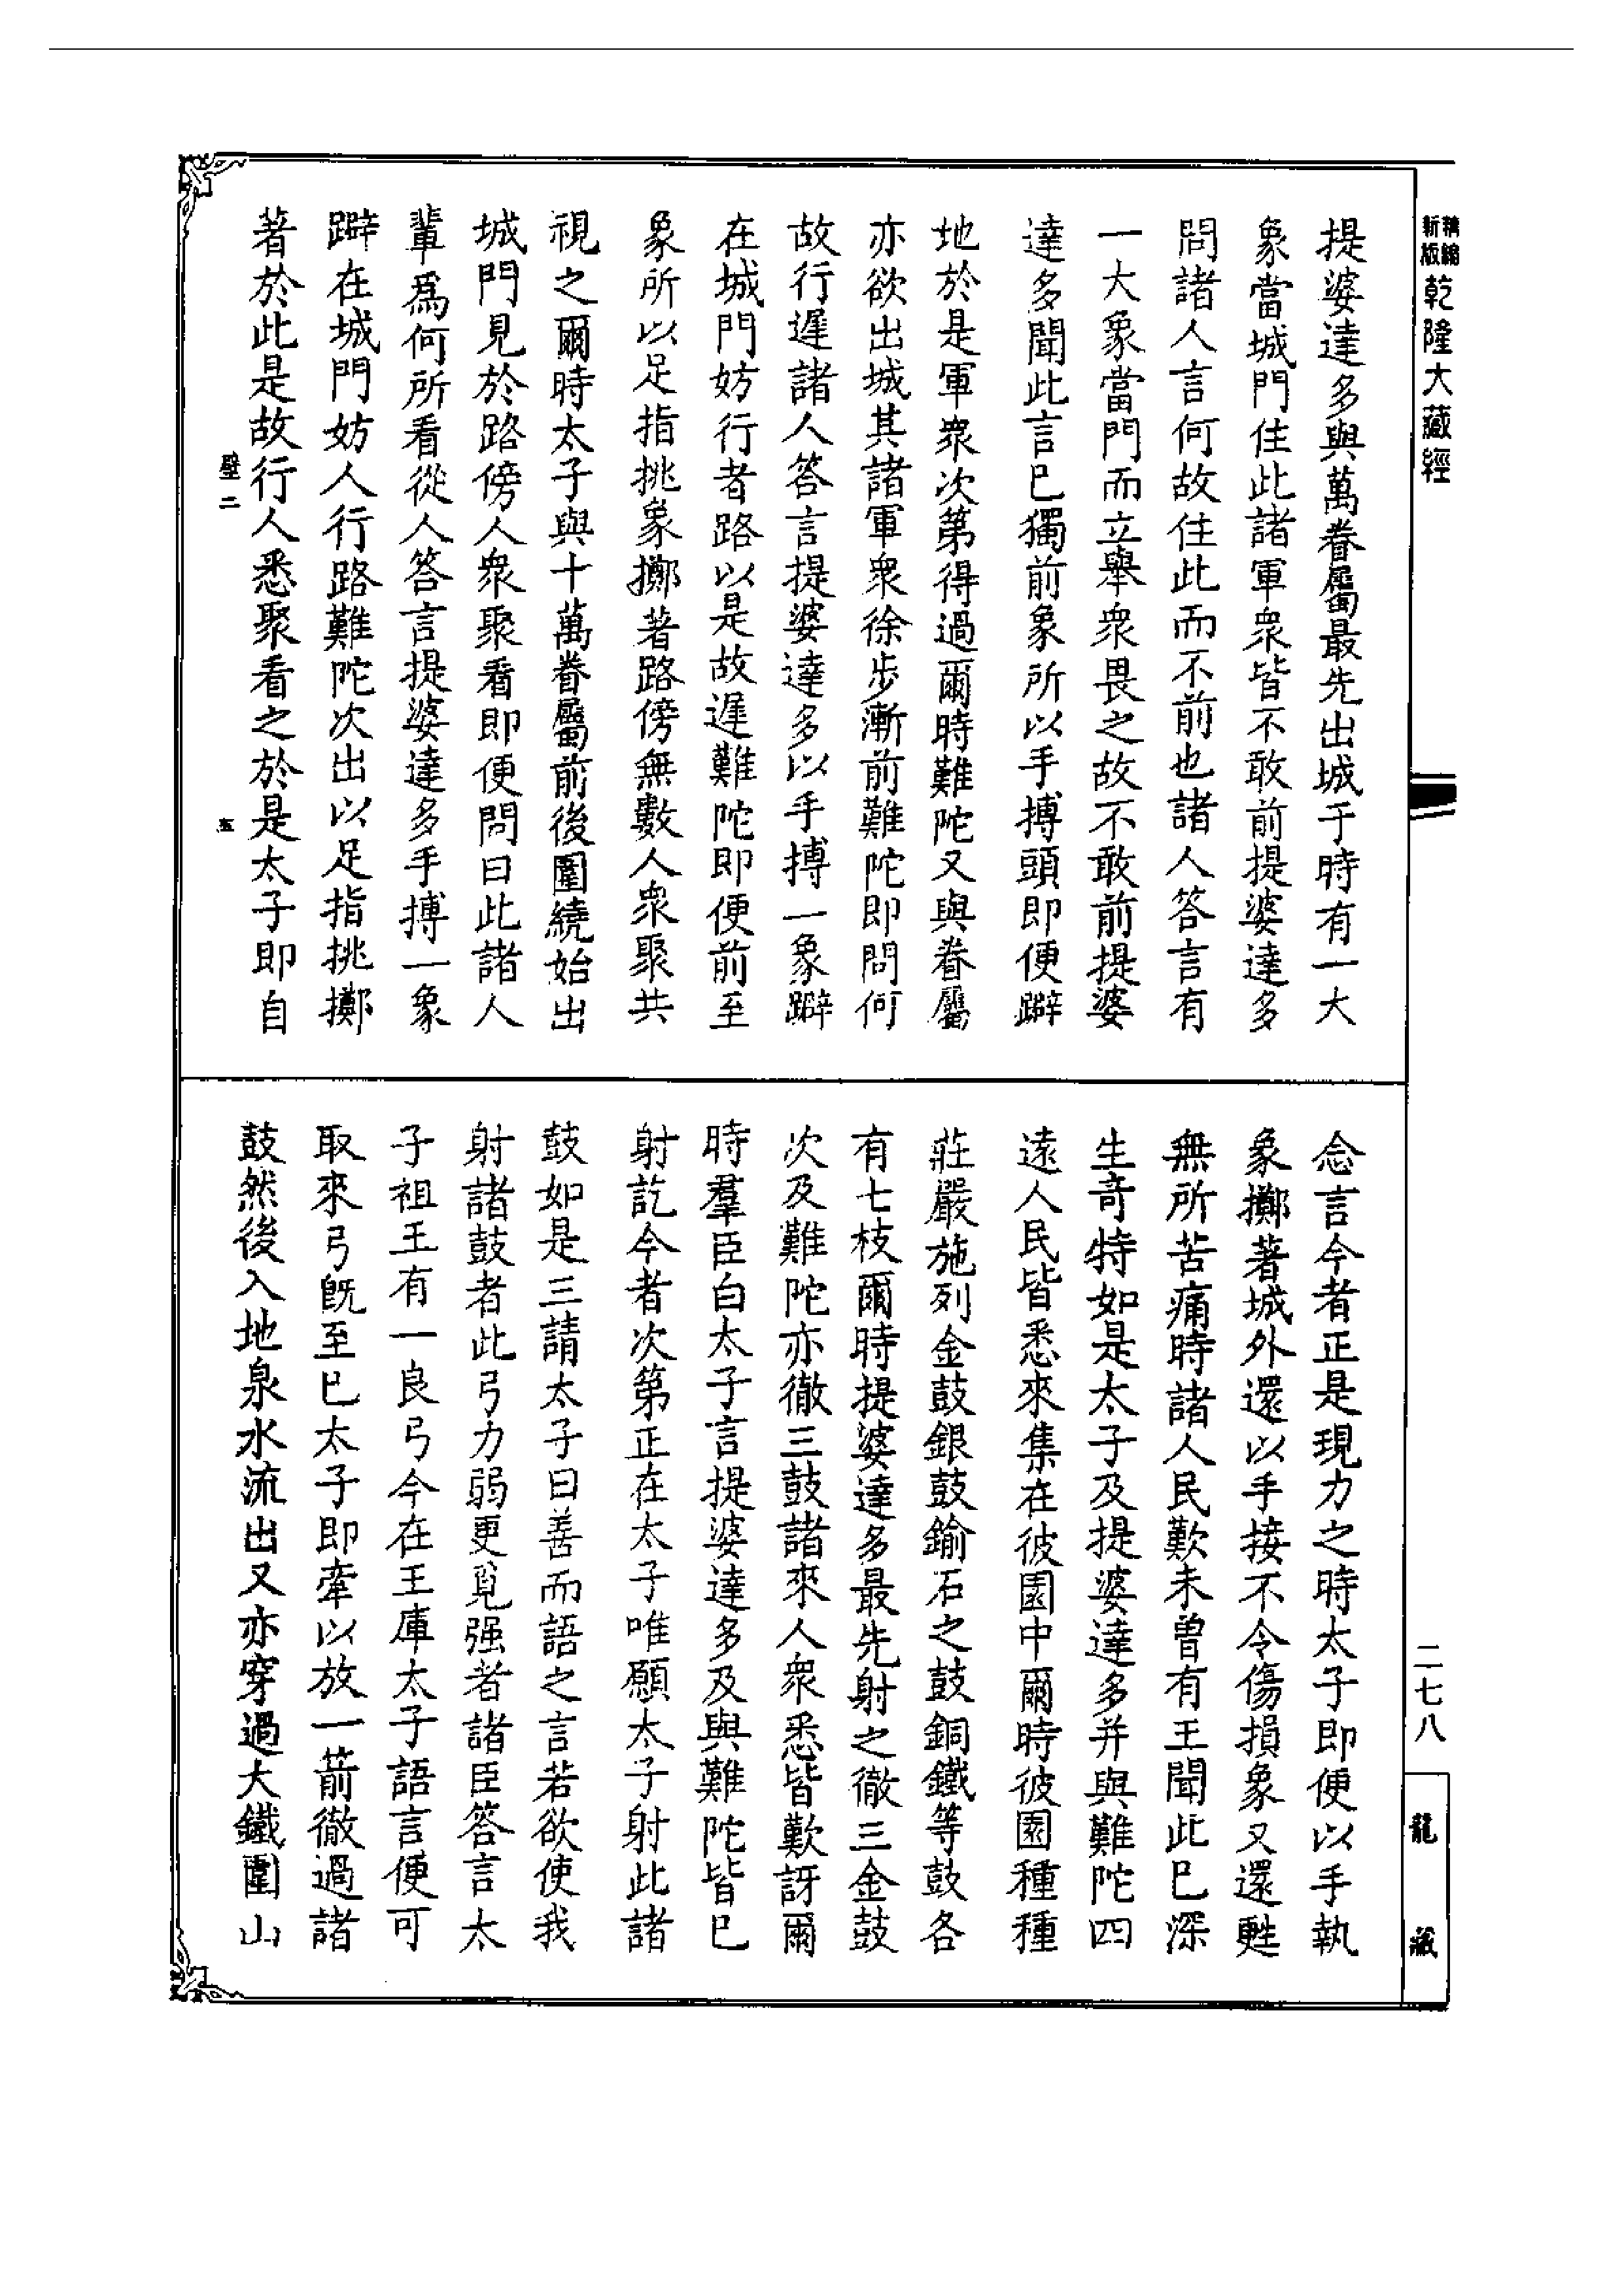 精編新版乾隆大藏經
提婆達多與萬眷屬最先出城于時有一大
象當城門住此諸軍衆皆不敢前提婆達多
問諸人言何故住此而不前也諸人答言有
一大象當門而立舉衆畏之故不敢前提婆
達多聞此言已獨前象所以手搏頭即便躃
地於是軍衆次第得過爾時難陀又與眷屬
亦欲出城其諸軍衆徐步漸前難陀即問何
故行遲諸人答言提婆達多以手搏一象躃
在城門妨行者路以是故遲難陀即便前至
象所以足指挑象擲著路傍無數人衆聚共
視之爾時太子與十萬眷屬前後圍繞始出
城門見於路傍人衆聚看即便問曰此諸人
輩爲何所看從人答言提婆達多手搏一象
躃在城門妨人行路難陀次出以足指挑擲
著於此是故行人悉聚看之於是太子即自
壁二
五
念言今者正是現力之時太子即便以手執
象擲著城外還以手接不令傷損象又還甦
無所苦痛時諸人民歎未曾有王聞此已深
生奇特如是太子及提婆達多并與難陀四
遠人民皆悉來集在彼園中爾時彼園種種
莊嚴施列金鼓銀鼓鍮石之鼓銅鐵等鼓各
有七枝爾時提婆達多最先射之徹三金鼓
次及難陀亦徹三鼓諸來人衆悉皆歎訝爾
時羣臣白太子言提婆達多及與難陀皆已
射訖今者次第正在太子唯願太子射此諸
鼓如是三請太子曰善而語之言若欲使我
射諸鼓者此弓力弱更覓强者諸臣答言太
子祖王有一良弓今在王庫太子語言便可
取來弓旣至已太子即牽以放一箭徹過諸
鼓然後入地泉水流出又亦穿過大鐵圍山
二七八
龍藏